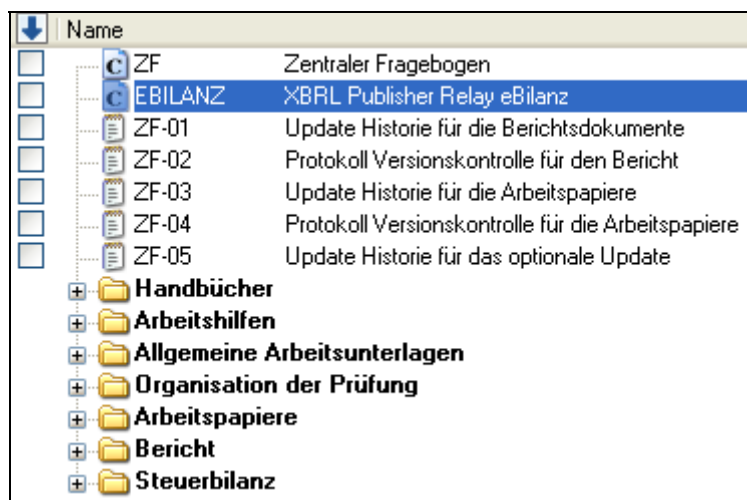 Name
ZF Zentraler Fragebogen
EBILANZ XBRL Publisher Relay eBilanz
ZF-01 Update Historie für die Berichtsdokumente
ZF-02 Protokoll Versionskontrolle für den Bericht
ZF-03 Update Historie für die Arbeitspapiere
ZF-04 Protokoll Versionskontrolle für die Arbeitspapiere
ZF-05 Update Historie für das optionale Update
Handbücher
Arbeitshilfen
Allgemeine Arbeitsunterlagen
Organisation der Prüfung
Arbeitspapiere
Bericht
Steuerbilanz